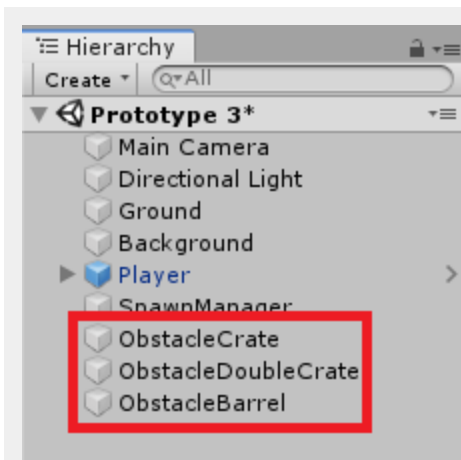 Hierarchy
Create All
Prototype 3*
Main Camera
Directional Light
Ground
Background
Player
SpawnManager
ObstacleCrate
ObstacleDoubleCrate
ObstacleBarrel